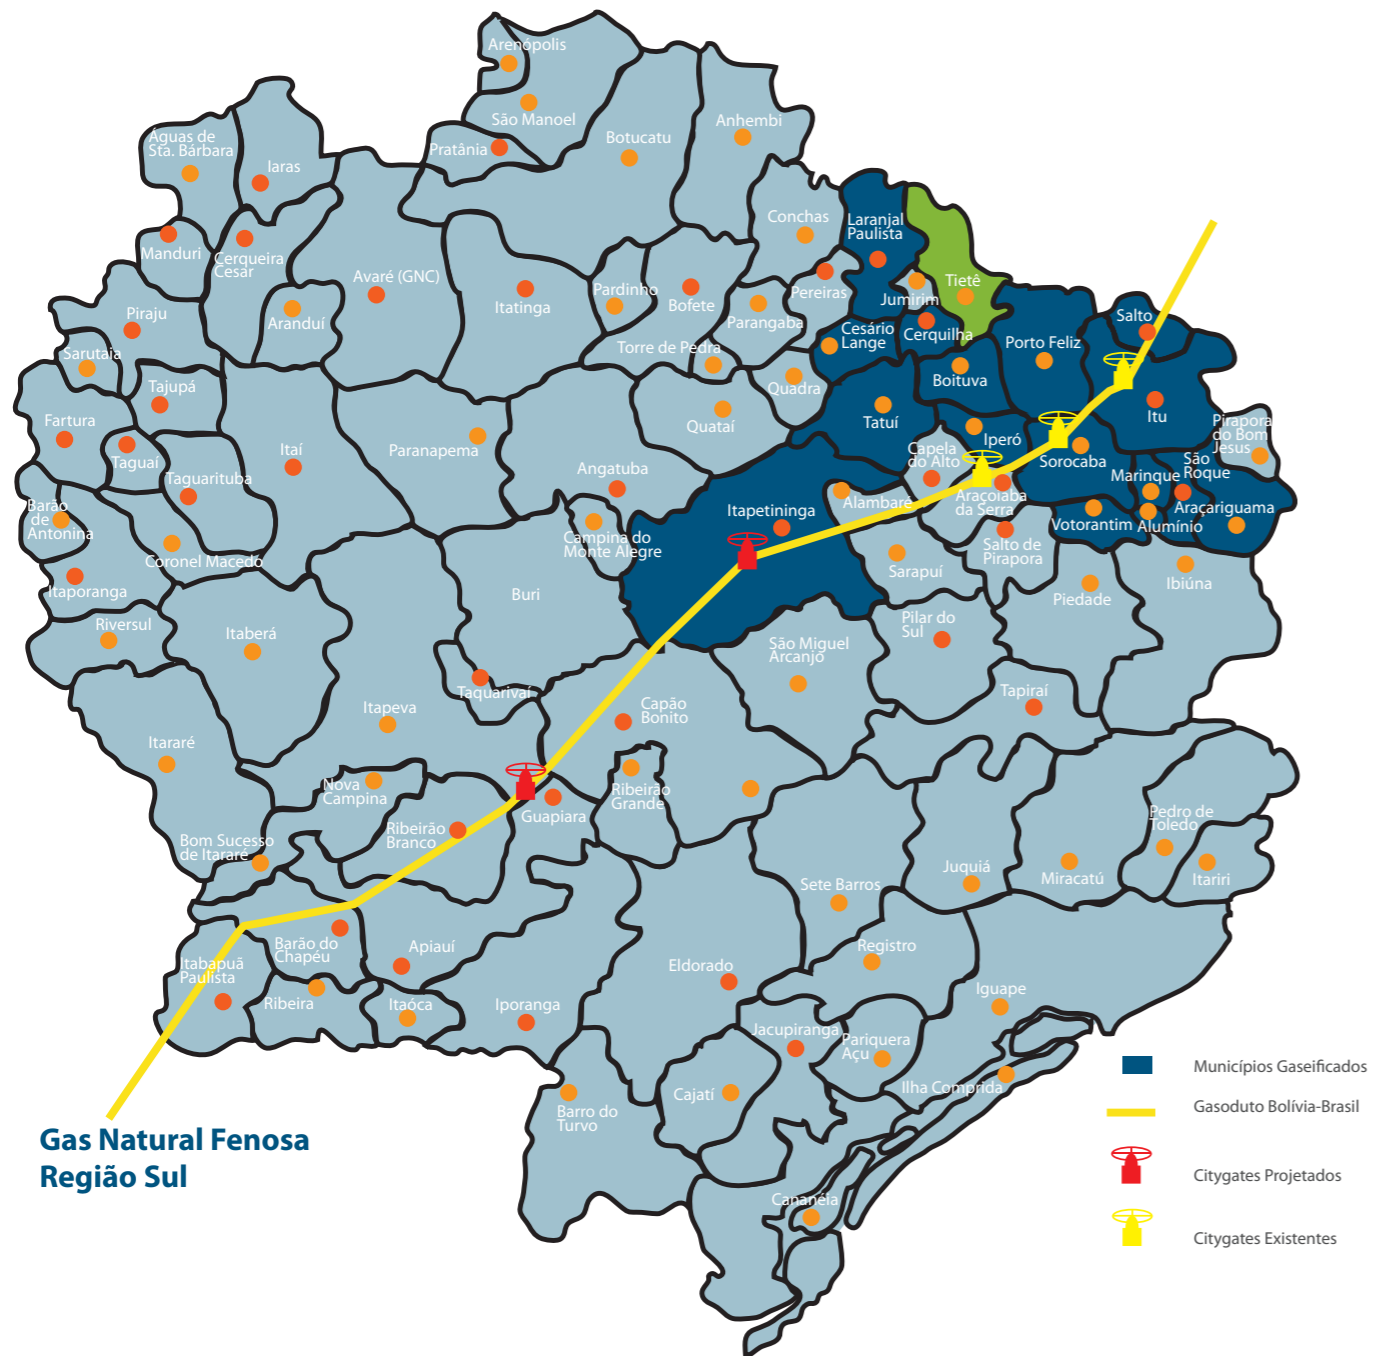 Arenópolis
São Manoel
Pratânia
Botucatu
Anhembi
Águas de
Sta. Bárbara
Iaras
Manduri
Cerqueira
Cesar
Avaré (GNC)
Itatinga
Pardinho
Bofete
Conchas
Pereiras
Laranjal
Paulista
Jumirim
Tietê
Piraju
Aranduí
Parangaba
Cesário
Lange
Cerquilha
Porto Feliz
Salto
Sarutaia
Torre de Pedra
Quadra
Boituva
Itu
Tajupá
Fartura
Taguaí
Taguarituba
Itaí
Paranapema
Quataí
Tatuí
Iperó
Sorocaba
Pirapora
do Bom
Jesus
Capela
do Alto
Marinque
São
Roque
Angatuba
Alambaré
Araçoiaba
da Serra
Araçariguama
Barão
de
Antonina
Coronel Macedo
Campina do
Monte Alegre
Itapetininga
Votorantim
Alumínio
Salto de
Pirapora
Itaporanga
Buri
Sarapuí
Piedade
Ibiúna
Riversul
Itaberá
São Miguel
Arcanjo
Pilar do
Sul
Taquarivaí
Tapiraí
Itapeva
Capão
Bonito
Itararé
Nova
Campina
Ribeirão
Grande
Guapiara
Ribeirão
Branco
Bom Sucesso
de Itararé
Pedro de
Toledo
Sete Barros
Juquiá
Miracatú
Itariri
Barão do
Chapéu
Apiauí
Itabapuã
Paulista
Eldorado
Registro
Ribeira
Itaóca
Iporanga
Iguape
Jacupiranga
Pariquera
Açu
Ilha Comprida
Cajatí
Barro do
Turvo
Cananéia
Gas Natural Fenosa
Região Sul
Municípios Gaseificados
Gasoduto Bolívia-Brasil
Citygates Projetados
Citygates Existentes